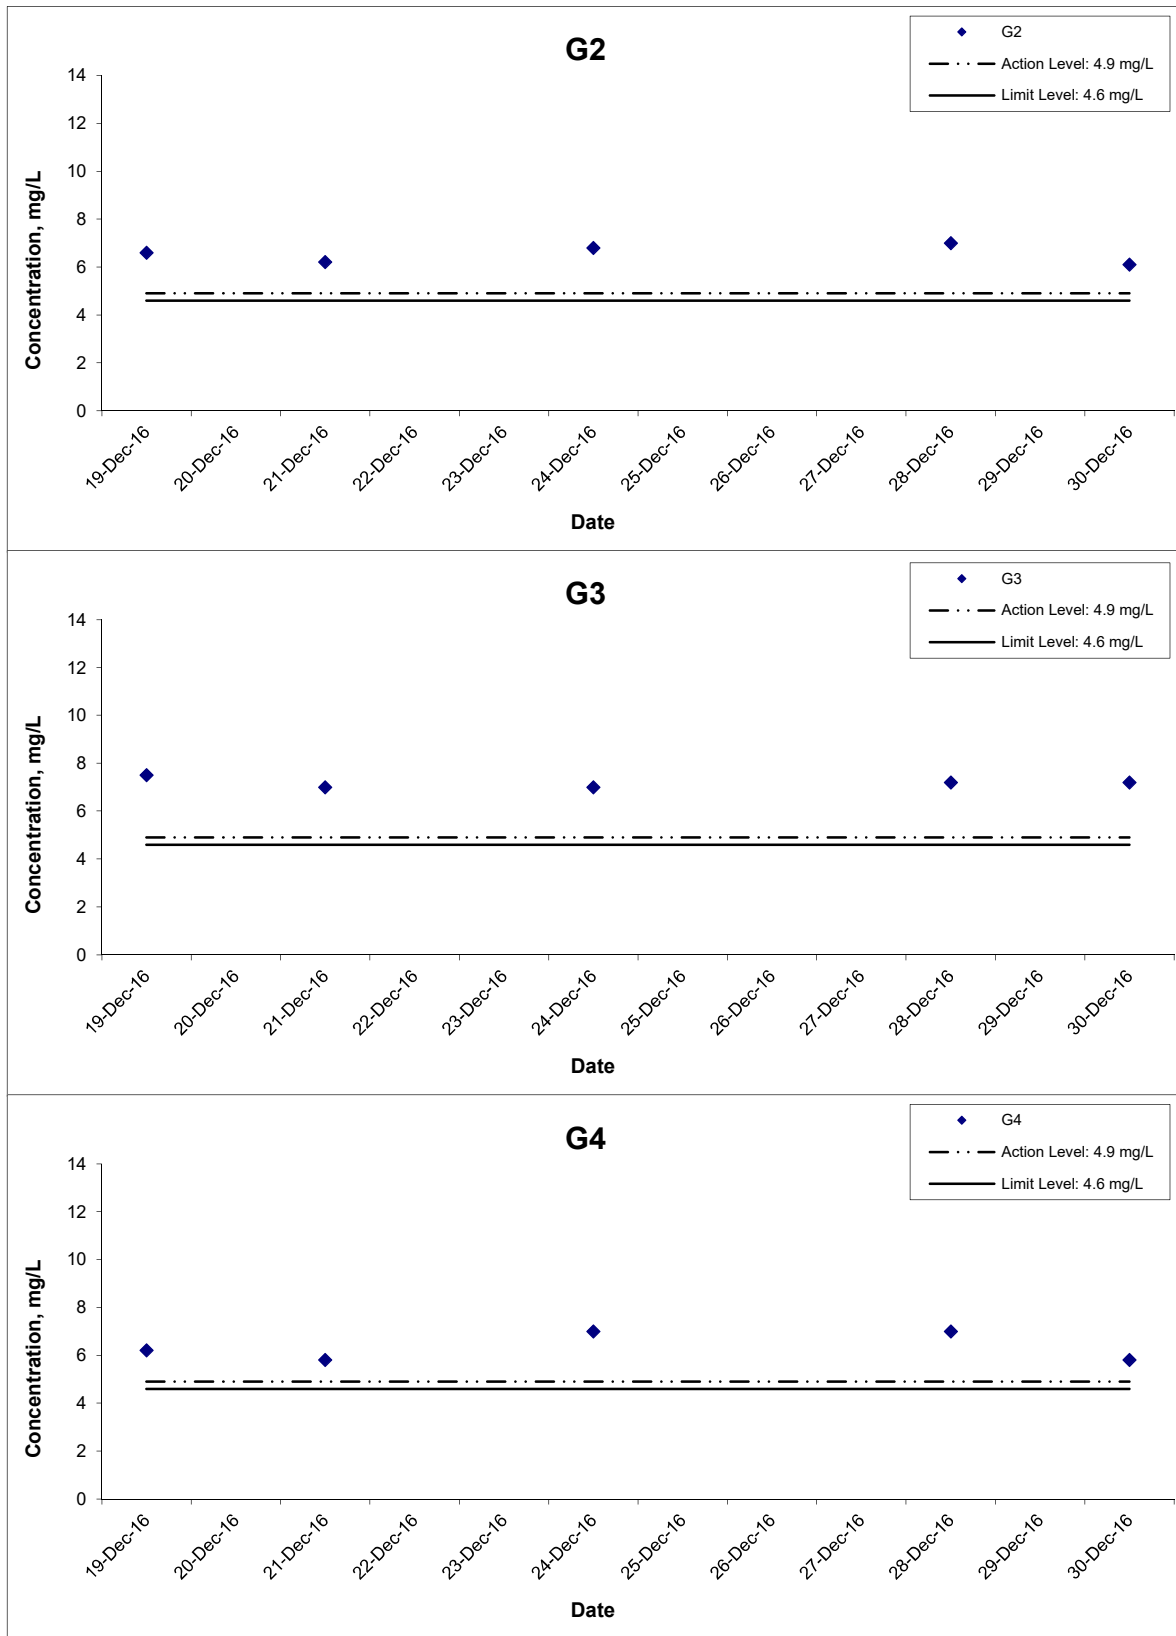 G2
G2
Action Level: 4.9 mg/L
Limit Level: 4.6 mg/L
Concentration, mg/L
14
12
10
8
6
4
2
0
19-Dec-16
20-Dec-16
21-Dec-16
22-Dec-16
23-Dec-16
24-Dec-16
25-Dec-16
26-Dec-16
27-Dec-16
28-Dec-16
29-Dec-16
30-Dec-16
Date
G3
G3
Action Level: 4.9 mg/L
Limit Level: 4.6 mg/L
Concentration, mg/L
14
12
10
8
6
4
2
0
19-Dec-16
20-Dec-16
21-Dec-16
22-Dec-16
23-Dec-16
24-Dec-16
25-Dec-16
26-Dec-16
27-Dec-16
28-Dec-16
29-Dec-16
30-Dec-16
Date
G4
G4
Action Level: 4.9 mg/L
Limit Level: 4.6 mg/L
Concentration, mg/L
14
12
10
8
6
4
2
0
19-Dec-16
20-Dec-16
21-Dec-16
22-Dec-16
23-Dec-16
24-Dec-16
25-Dec-16
26-Dec-16
27-Dec-16
28-Dec-16
29-Dec-16
30-Dec-16
Date